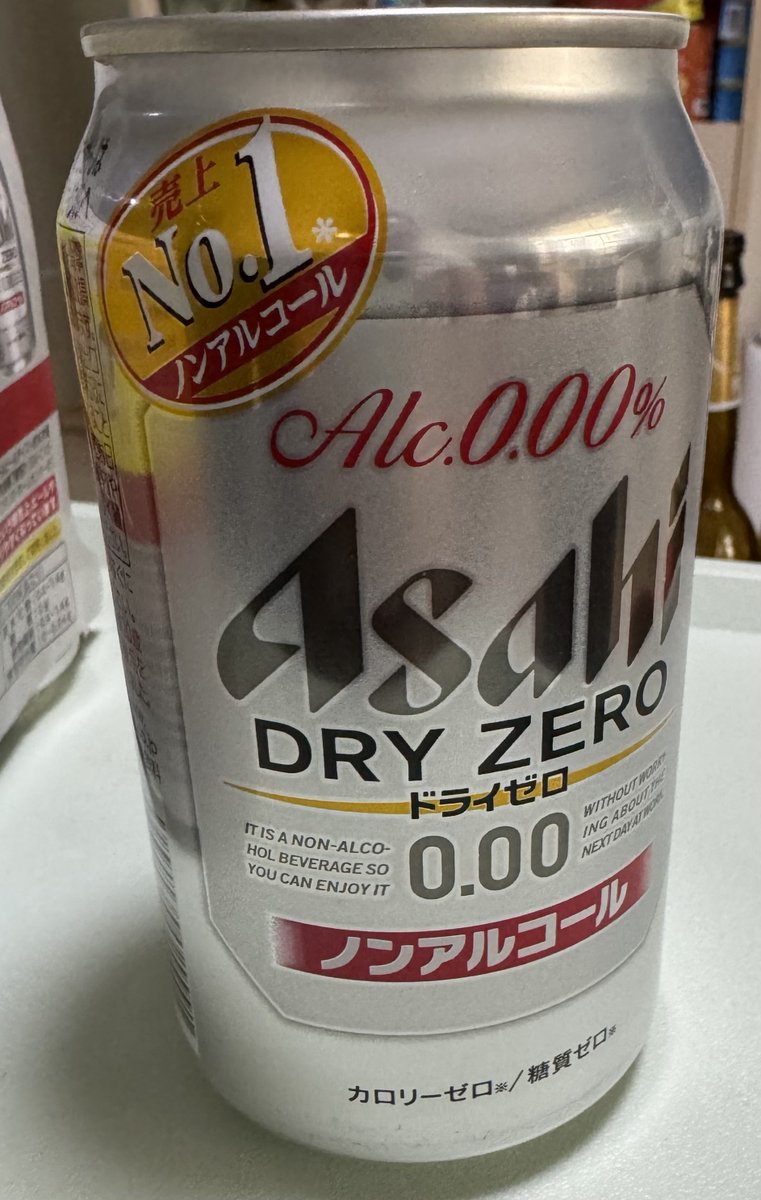 売上
No.1※
ノンアルコール
Alc.0.00%
Asahi
DRY ZERO
ドライゼロ
IT IS A NON-ALCO-
HOL BEVERAGE SO
YOU CAN ENJOY IT
0.00
WITHOUT WORRY-
ING ABOUT THE
NEXT DAY AT WORK.
ノンアルコール
カロリーゼロ※/糖質ゼロ※